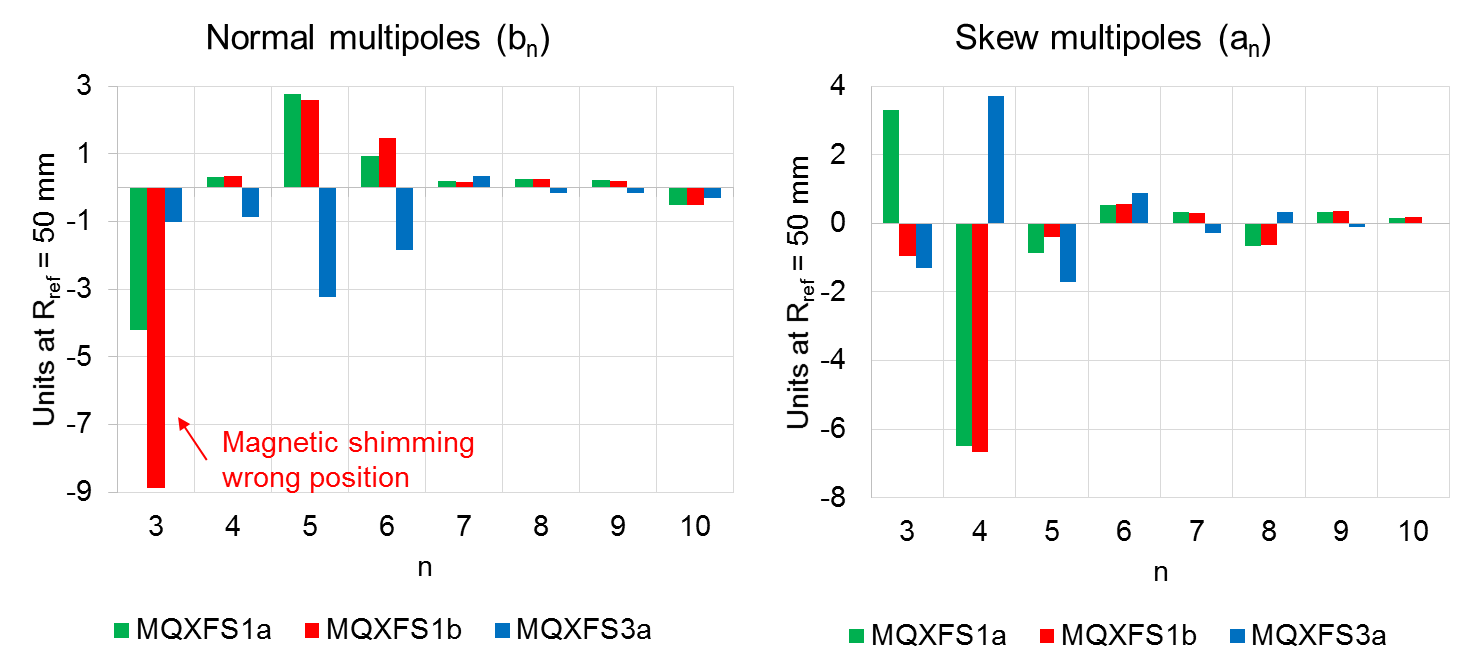 Normal multipoles (bn)
Units at Rref = 50 mm
3
1
-1
-3
-5
-7
-9
Magnetic shimming
wrong position
3 4 5 6 7 8 9 10
n
MQXFS1a MQXFS1b MQXFS3a
Skew multipoles (an)
Units at Rref = 50 mm
4
2
0
-2
-4
-6
-8
3 4 5 6 7 8 9 10
n
MQXFS1a MQXFS1b MQXFS3a